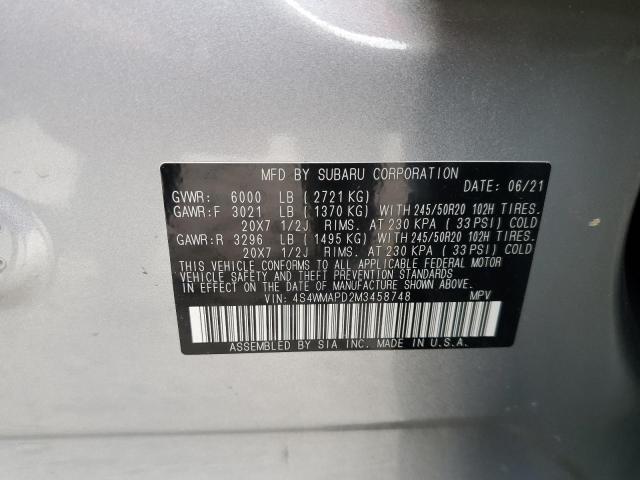 MFD BY SUBARU CORPORATION
DATE: 06/21
GVWR: 6000 LB ( 2721 KG)
GAWR:F 3021 LB ( 1370 KG) WITH 245/50R20 102H TIRES.
20X7 1/2J RIMS. AT 230 KPA ( 33 PSI) COLD
GAWR:R 3296 LB ( 1495 KG) WITH 245/50R20 102H TIRES.
20X7 1/2J RIMS. AT 230 KPA ( 33 PSI) COLD
THIS VEHICLE CONFORMS TO ALL APPLICABLE FEDERAL MOTOR
VEHICLE SAFETY AND THEFT PREVENTION STANDARDS
IN EFFECT ON THE DATE OF MANUFACTURE SHOWN ABOVE.
VIN: 4S4WMAPD2M3458748 MPV
ASSEMBLED BY SIA INC. MADE IN U.S.A.